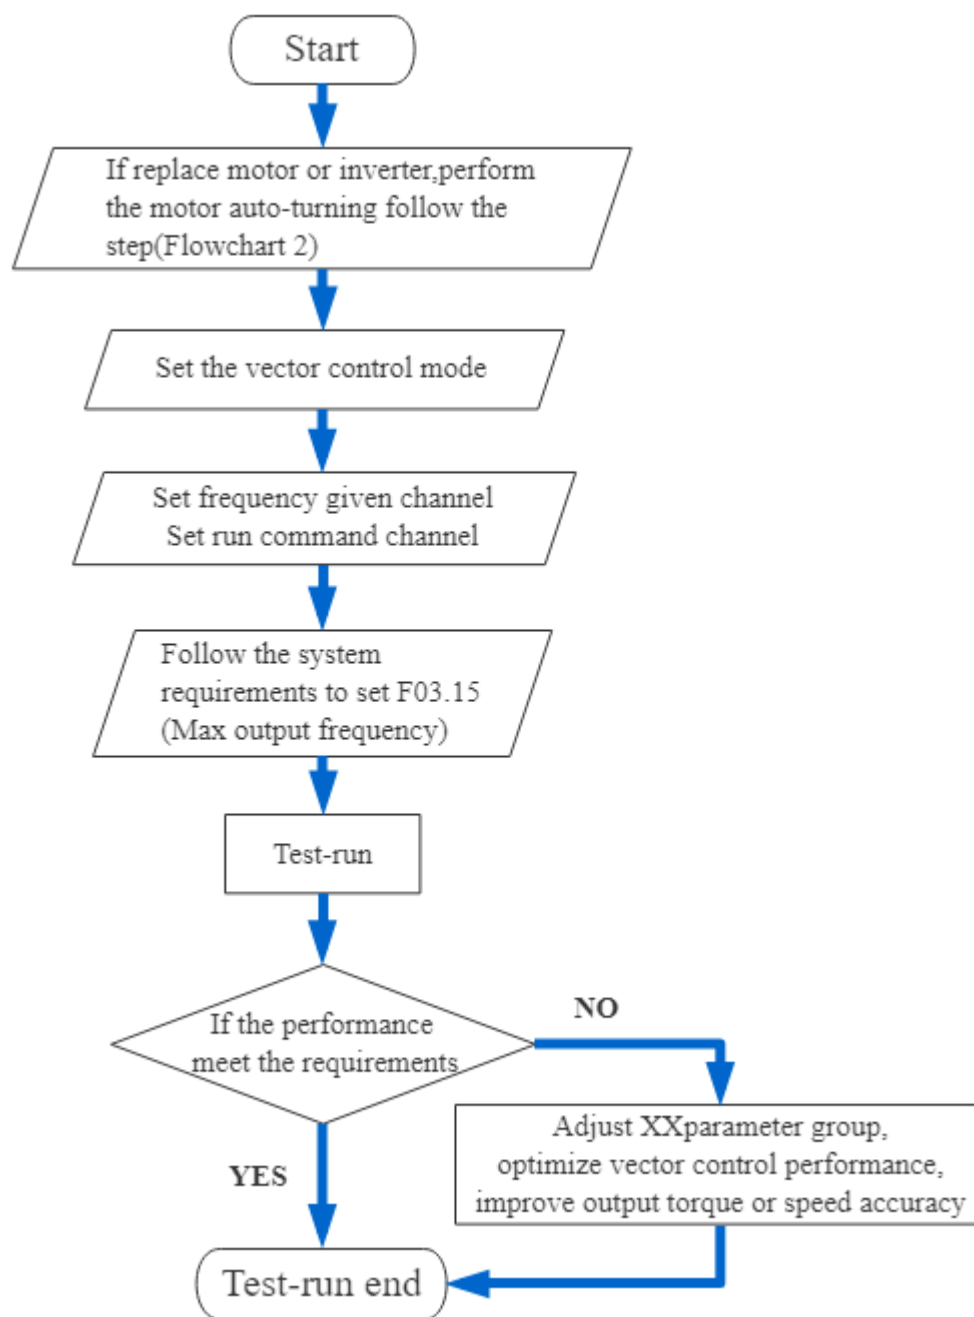 Start
If replace motor or inverter,perform
the motor auto-turning follow the
step(Flowchart 2)
Set the vector control mode
Set frequency given channel
Set run command channel
Follow the system
requirements to set F03.15
(Max output frequency)
Test-run
If the performance
meet the requirements
NO
Adjust XXparameter group,
optimize vector control performance,
improve output torque or speed accuracy
YES
Test-run end